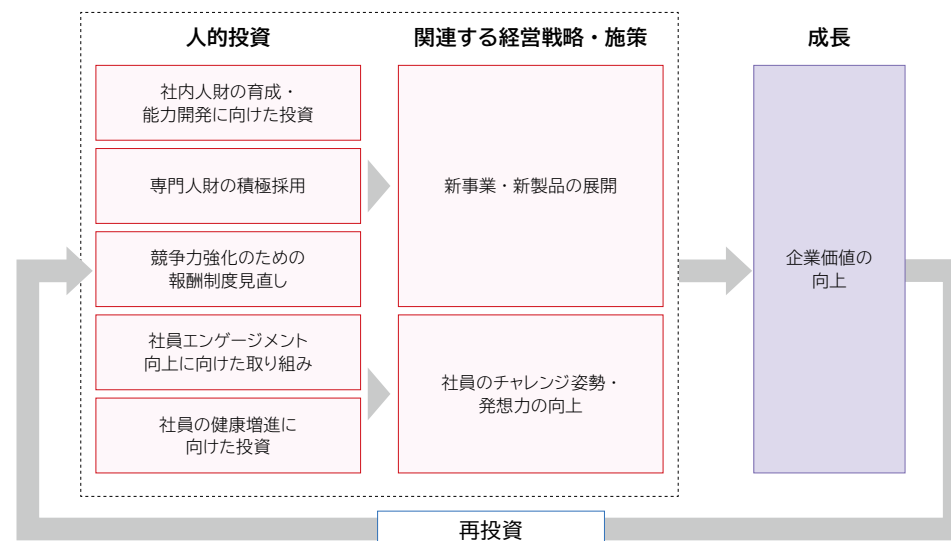 人的投資
関連する経営戦略・施策
成長
社内人財の育成・
能力開発に向けた投資
専門人財の積極採用
競争力強化のための
報酬制度見直し
社員エンゲージメント
向上に向けた取り組み
社員の健康増進に
向けた投資
新事業・新製品の展開
社員のチャレンジ姿勢・
発想力の向上
企業価値の
向上
再投資